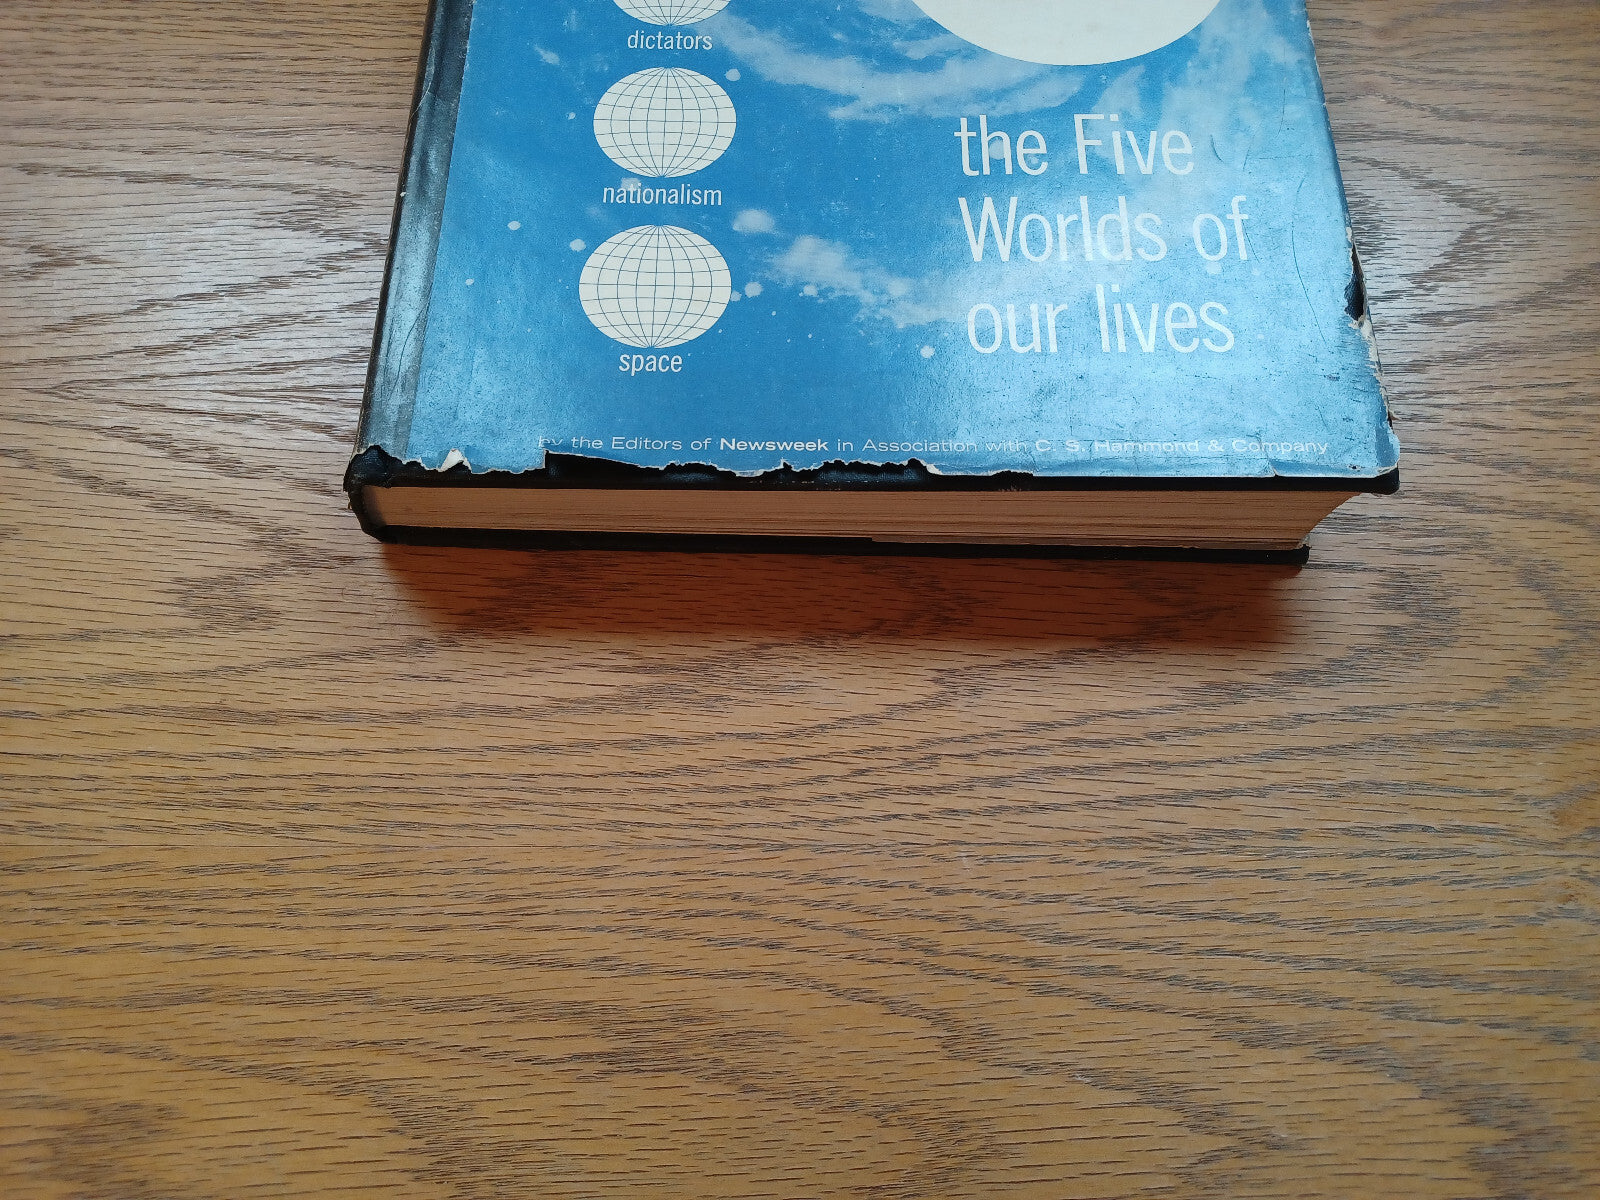 dictators
nationalism
space
the Five
Worlds of
our lives
by the Editors of Newsweek in Association with C. S. Hammond & Company